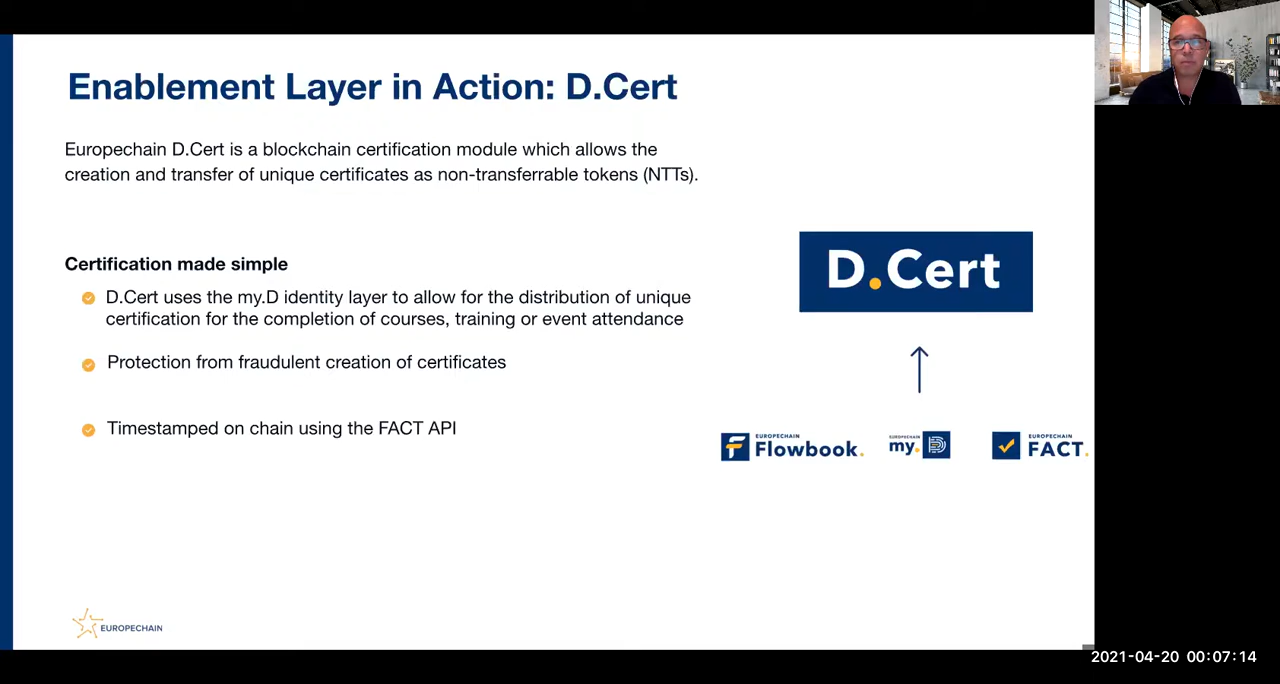 Enablement Layer in Action: D.Cert
Europechain D.Cert is a blockchain certification module which allows the
creation and transfer of unique certificates as non-transferrable tokens (NTTs).
Certification made simple
D.Cert uses the my.D identity layer to allow for the distribution of unique
certification for the completion of courses, training or event attendance
Protection from fraudulent creation of certificates
Timestamped on chain using the FACT API
D.Cert
EUROPECHAIN
Flowbook.
EUROPECHAIN
my.D
EUROPECHAIN
FACT.
EUROPECHAIN
2021-04-20 00:07:14